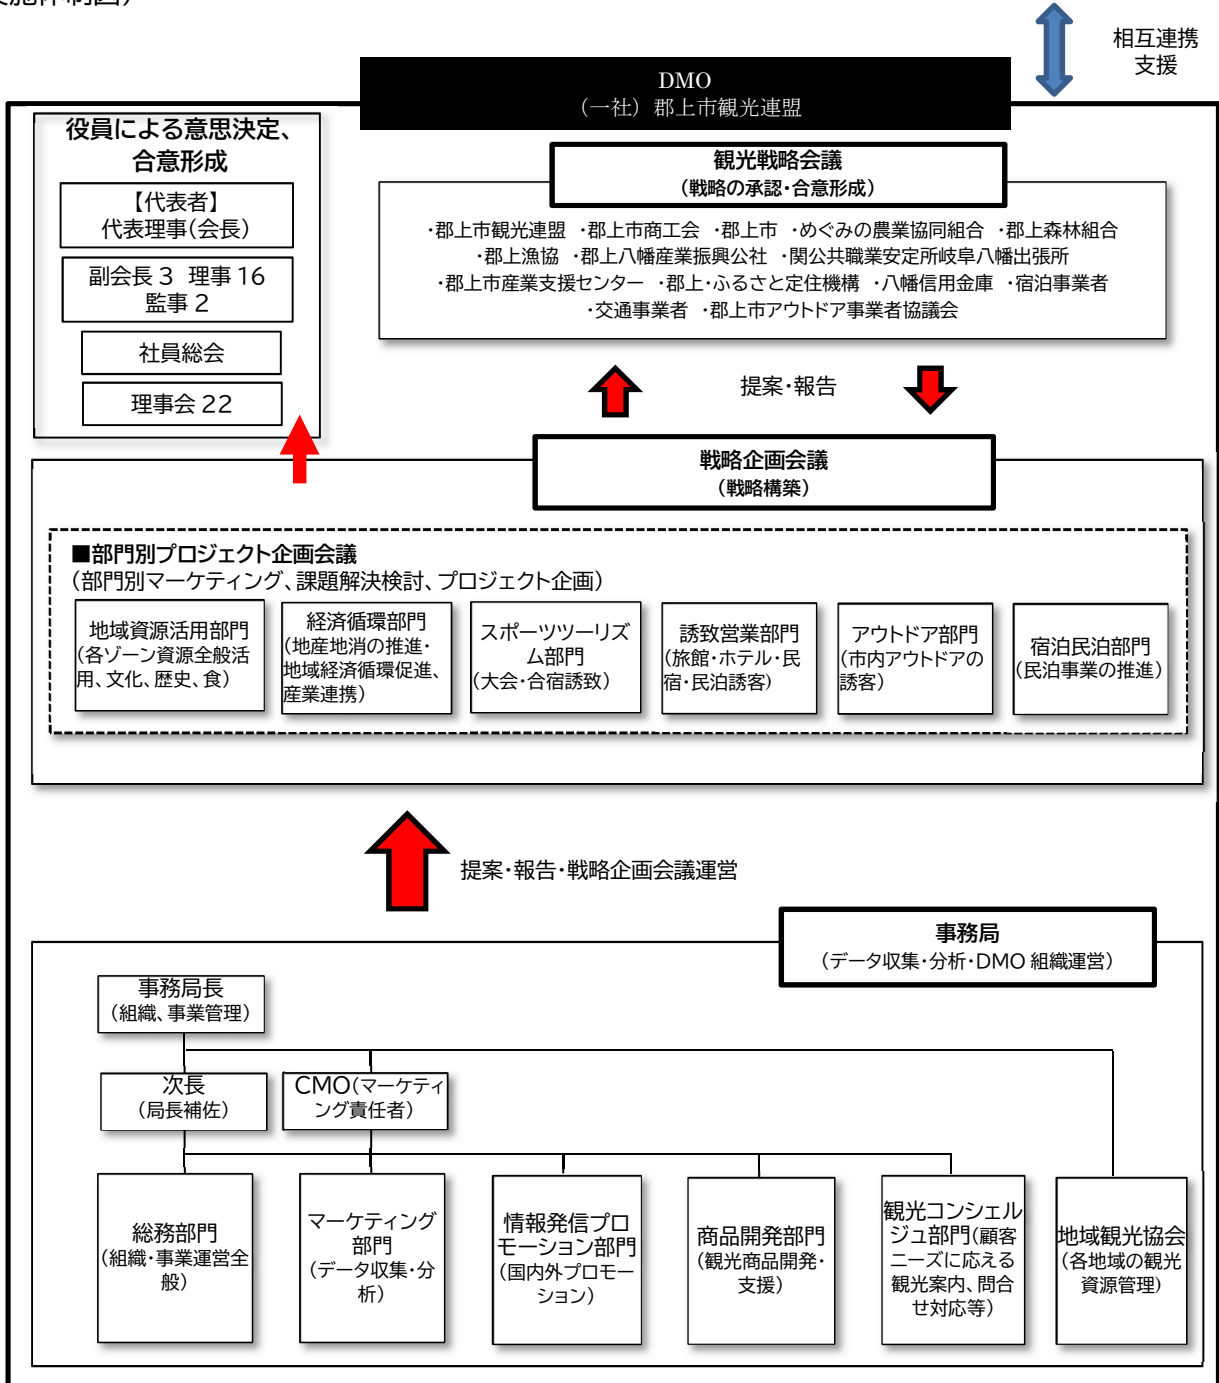 相互連携
支援
DMO
（一社）郡上市観光連盟
役員による意思決定、
合意形成
【代表者】
代表理事(会長）
副会長 3 理事 16
監事 2
社員総会
理事会 22
観光戦略会議
（戦略の承認・合意形成）
・郡上市観光連盟 ・郡上市商工会 ・郡上市 ・めぐみの農業協同組合 ・郡上森林組合
・郡上漁協 ・郡上八幡産業振興公社 ・関公共職業安定所岐阜八幡出張所
・郡上市産業支援センター ・郡上・ふるさと定住機構 ・八幡信用金庫 ・宿泊事業者
・交通事業者 ・郡上市アウトドア事業者協議会
提案・報告
戦略企画会議
（戦略構築）
■部門別プロジェクト企画会議
（部門別マーケティング、課題解決検討、プロジェクト企画）
地域資源活用部門
(各ゾーン資源全般活
用、文化、歴史、食）
経済循環部門
(地産地消の推進・
地域経済循環促進、
産業連携）
スポーツツーリズ
ム部門
(大会・合宿誘致）
誘致営業部門
(旅館・ホテル・民
宿・民泊誘客）
アウトドア部門
(市内アウトドアの
誘客）
宿泊民泊部門
(民泊事業の推進）
提案・報告・戦略企画会議運営
事務局
（データ収集・分析・DMO 組織運営）
事務局長
（組織、事業管理）
次長
（局長補佐）
CMO(マーケティ
ング責任者）
総務部門
(組織・事業運営全
般）
マーケティング
部門
(データ収集・分
析）
情報発信プロ
モーション部門
(国内外プロモー
ション）
商品開発部門
(観光商品開発・
支援）
観光コンシェル
ジュ部門(顧客
ニーズに応える
観光案内、問合
せ対応等）
地域観光協会
(各地域の観光
資源管理)